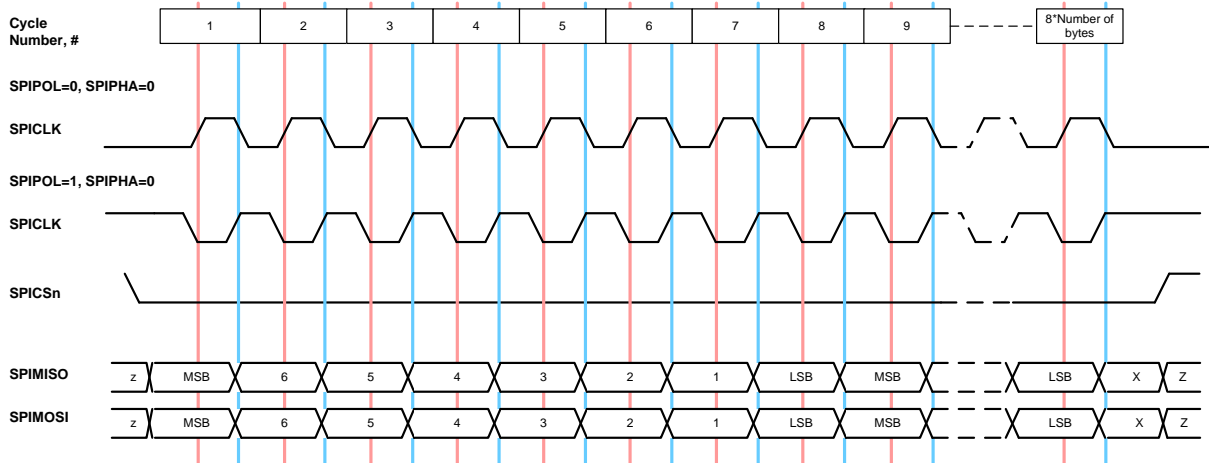 Cycle
Number, #
1 2 3 4 5 6 7 8 9
8*Number of
bytes
SPIPOL=0, SPIPHA=0
SPICLK
SPIPOL=1, SPIPHA=0
SPICLK
SPICSn
SPIMISO z MSB 6 5 4 3 2 1 LSB MSB LSB X Z
SPIMOSI z MSB 6 5 4 3 2 1 LSB MSB LSB X Z